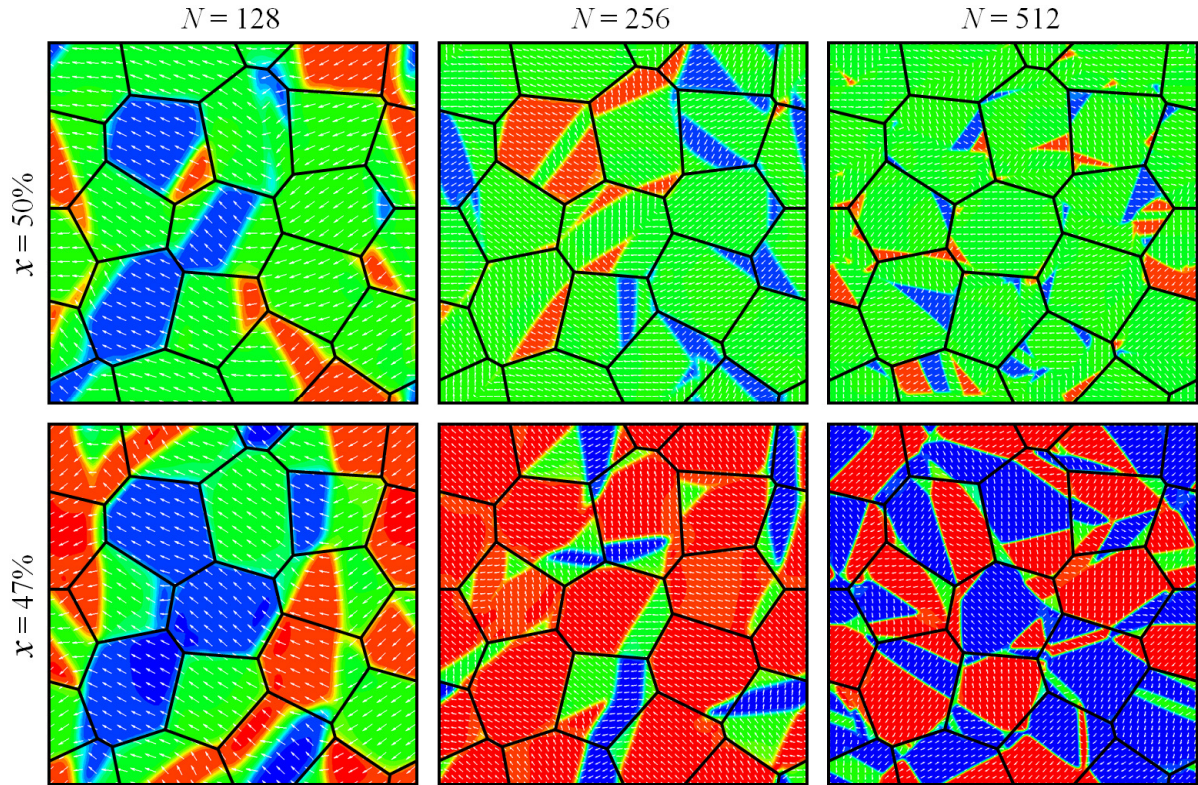 N = 128
N = 256
N = 512
x = 50%
x = 47%